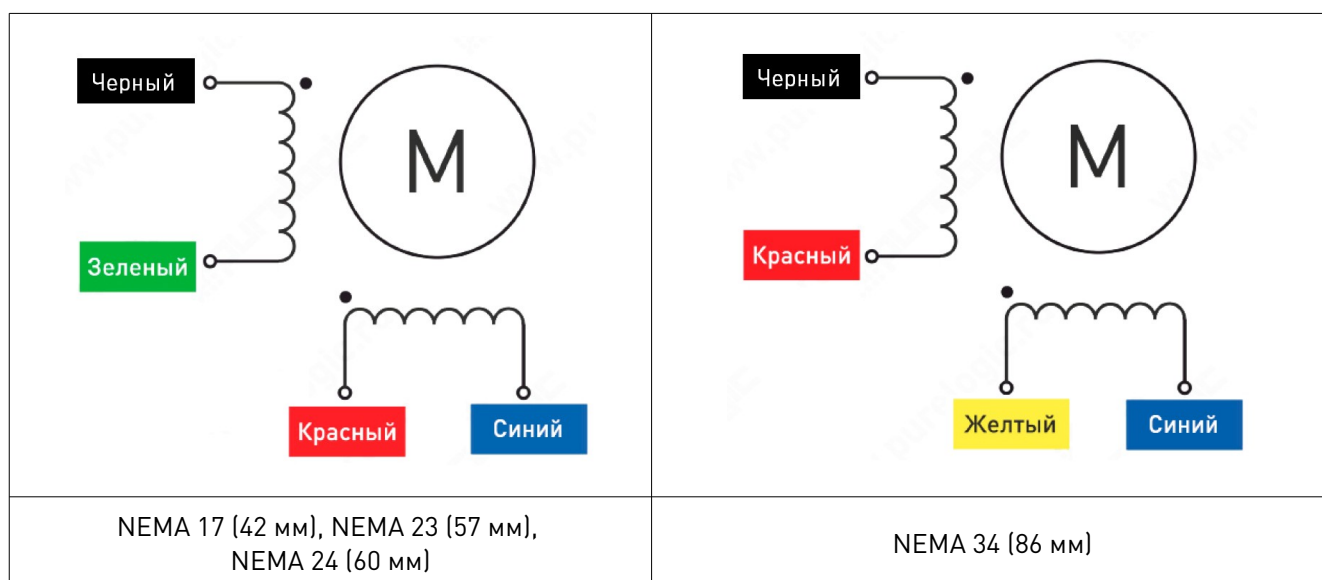 Черный
M
Зеленый
Красный
Синий
Черный
M
Красный
Желтый
Синий
NEMA 17 (42 мм), NEMA 23 (57 мм),
NEMA 24 (60 мм)
NEMA 34 (86 мм)